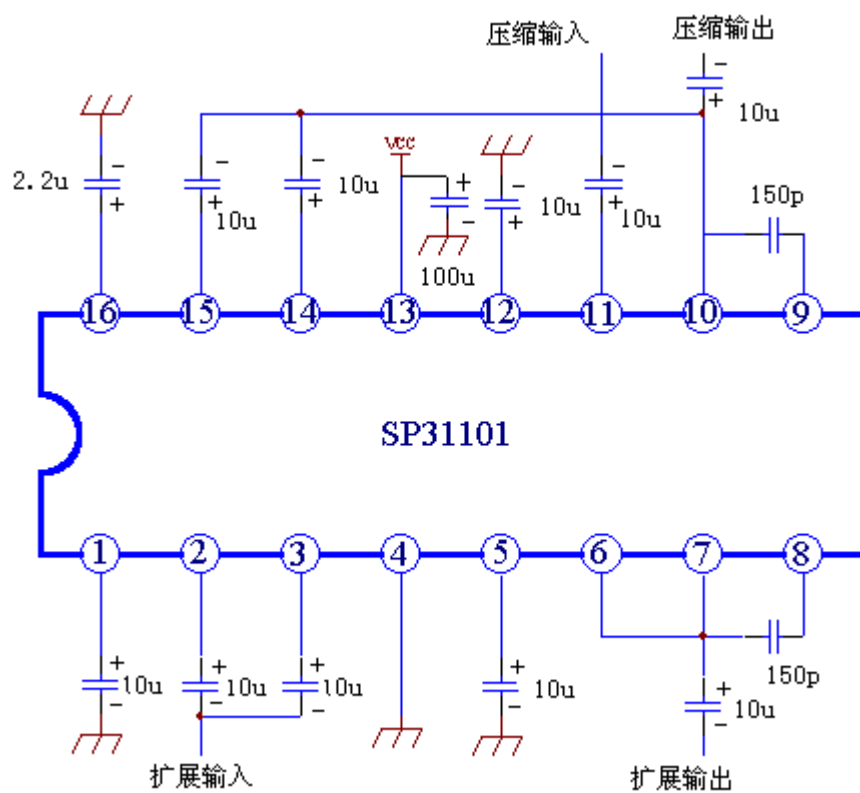 压缩输入
压缩输出
- + 10u
2.2u - +
- + 10u
- + 10u
vcc
+ - 100u
- + 10u
- + 10u
150p
16 15 14 13 12 11 10 9
SP31101
1 2 3 4 5 6 7 8
+ 10u -
+ 10u -
+ 10u -
+ 10u -
150p
+ 10u -
扩展输入
扩展输出